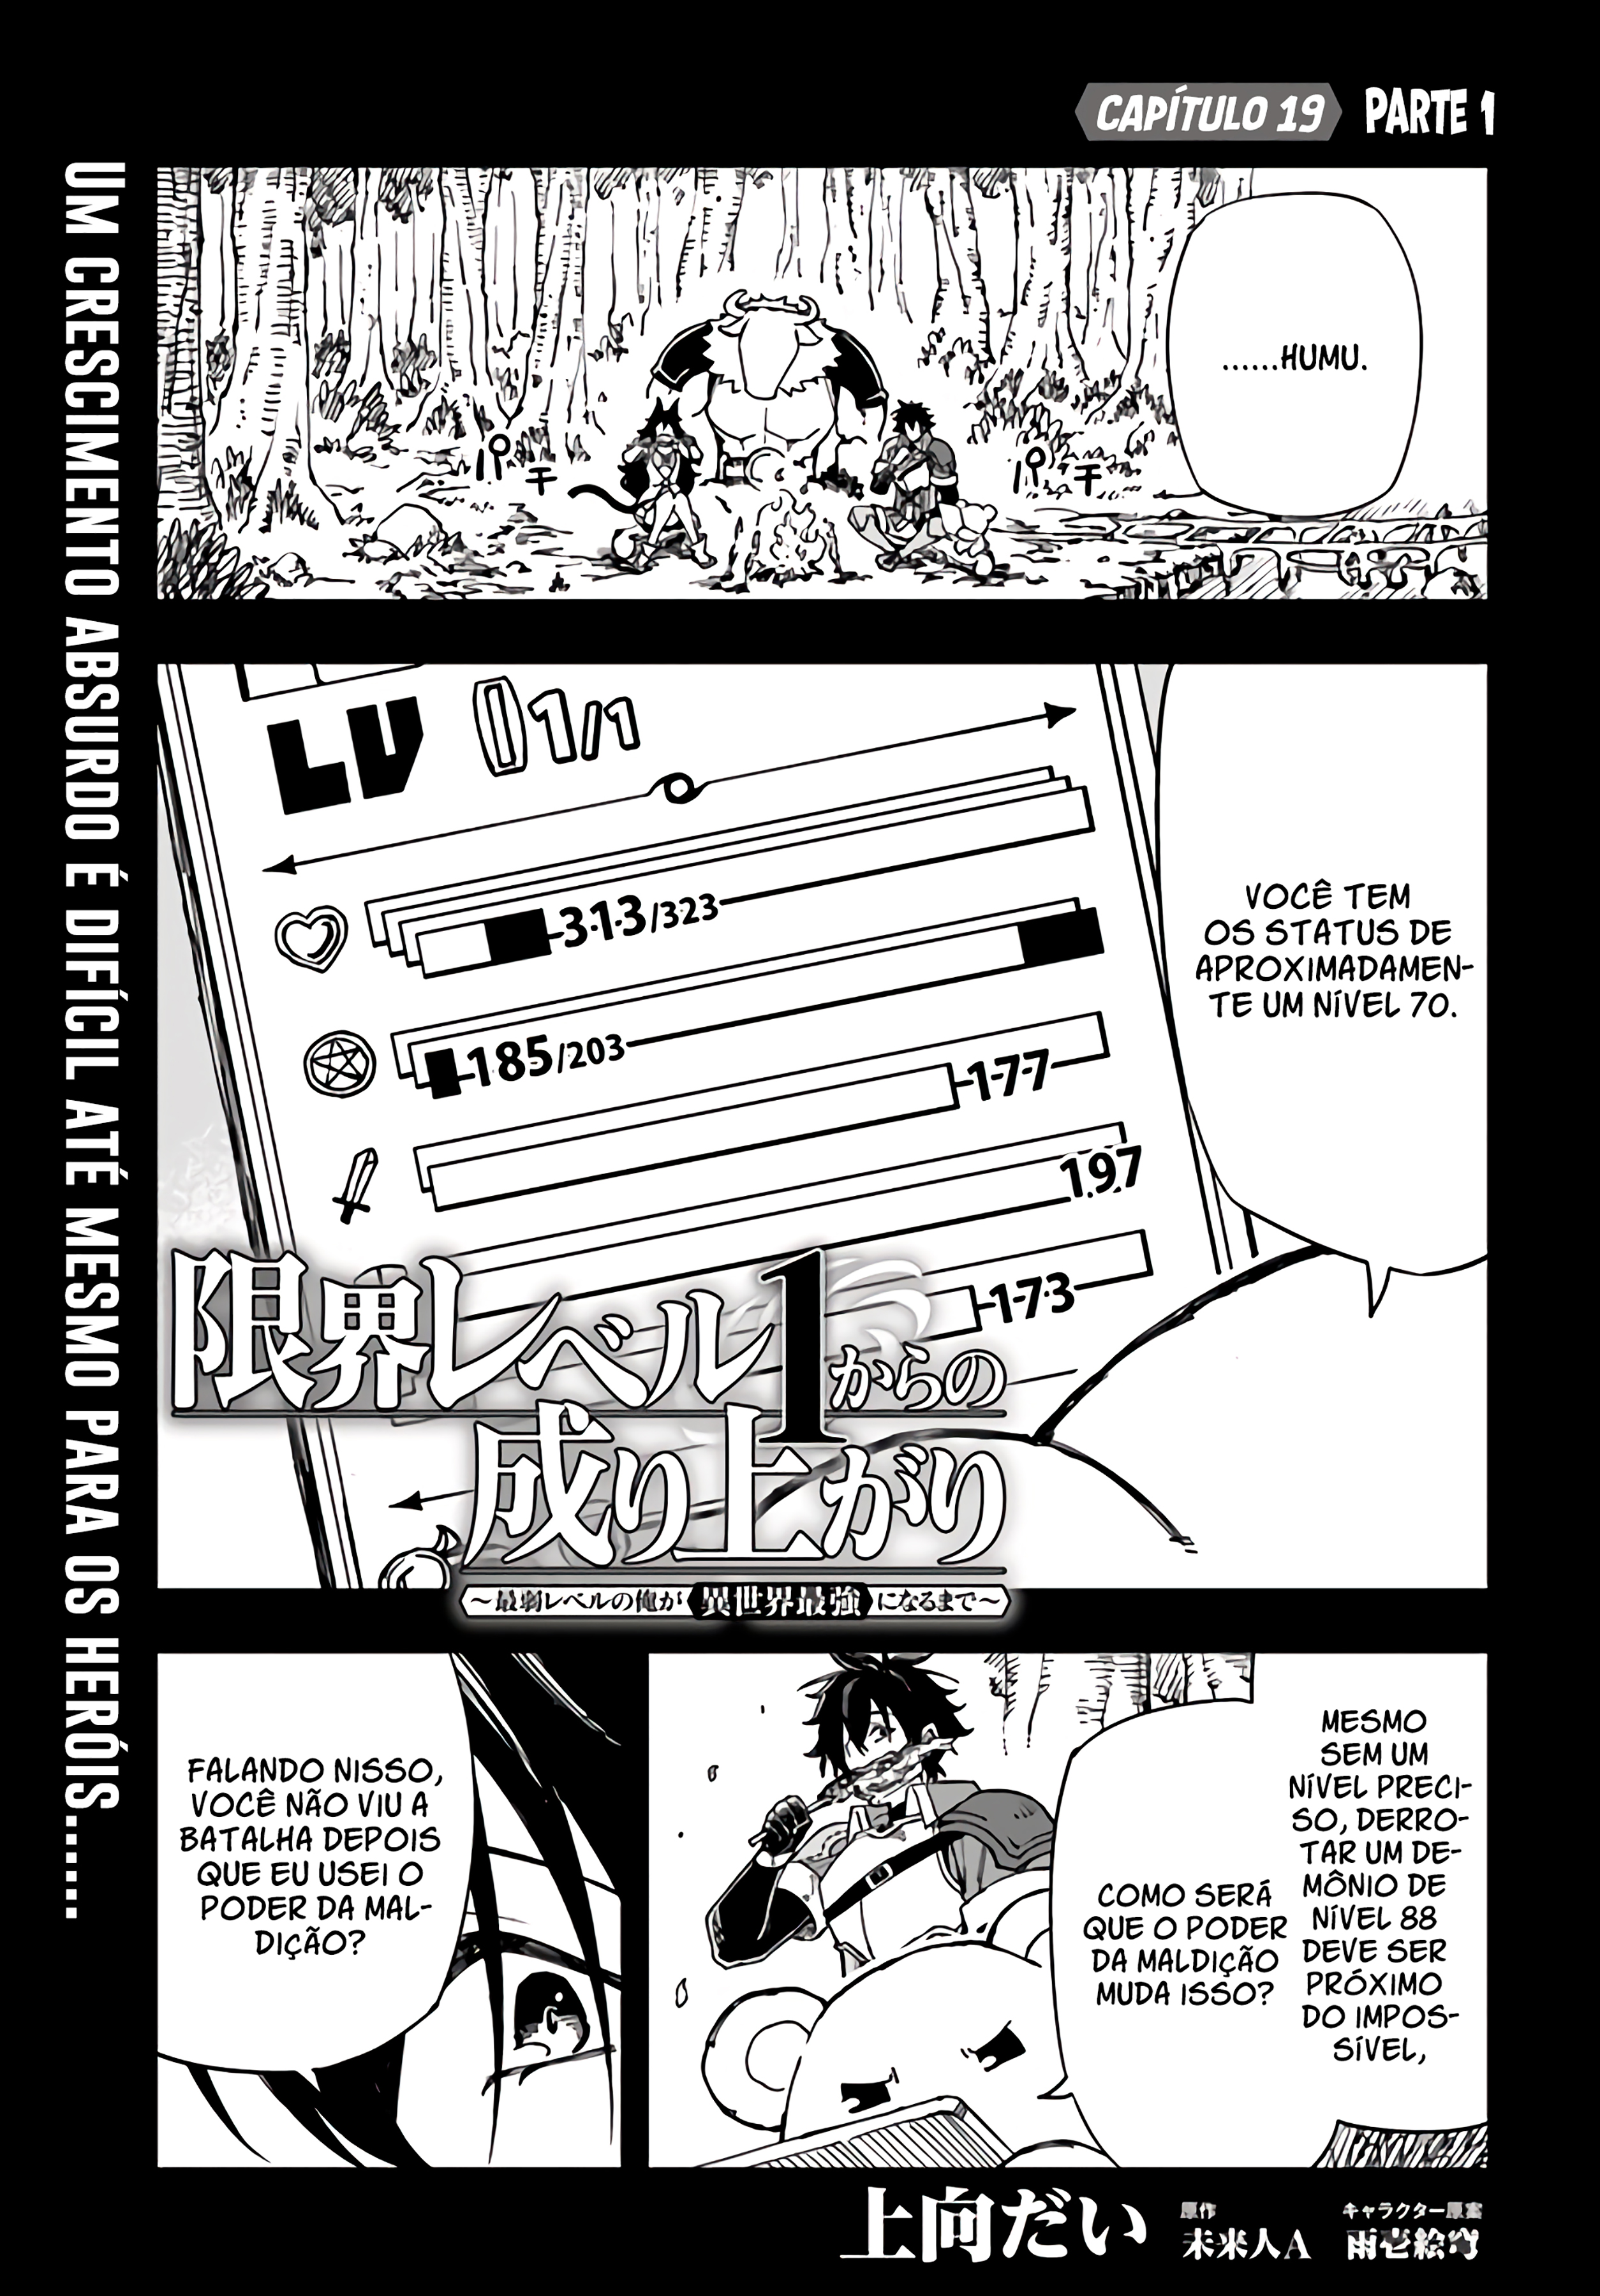 CAPÍTULO 19 PARTE 1
UM CRESCIMENTO ABSURDO É DIFÍCIL ATÉ MESMO PARA OS HERÓIS......
......HUMU.
LV 01/1
313/323
185/203
177
197
173
VOCÊ TEM
OS STATUS DE
APROXIMADAMEN-
TE UM NÍVEL 70.
限界レベル1からの
成り上がり
～最弱レベルの俺が異世界最強になるまで～
MESMO
SEM UM
NÍVEL PRECI-
SO, DERRO-
TAR UM DE-
MÔNIO DE
NÍVEL 88
DEVE SER
PRÓXIMO
DO IMPOS-
SÍVEL,
COMO SERÁ
QUE O PODER
DA MALDIÇÃO
MUDA ISSO?
FALANDO NISSO,
VOCÊ NÃO VIU A
BATALHA DEPOIS
QUE EU USEI O
PODER DA MAL-
DIÇÃO?
上向だい
原作
未来人A
キャラクター原案
雨壱絵穹